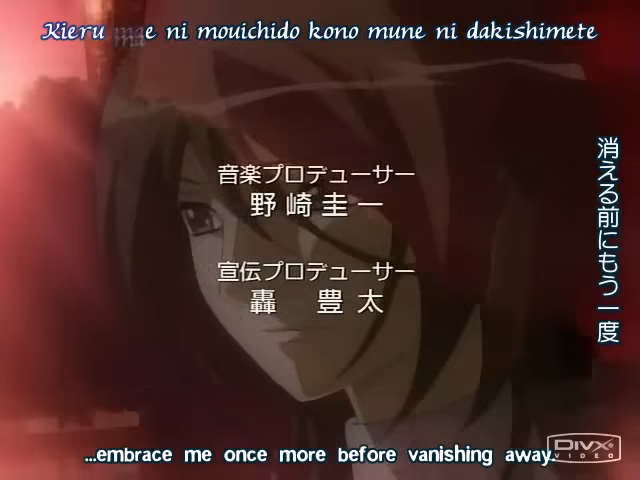 Kieru mae ni mouichido kono mune ni dakishimete
音楽プロデューサー
野崎圭一
宣伝プロデューサー
轟 豊太
消える前にもう一度
...embrace me once more before vanishing away.
DIVX
VIDEO